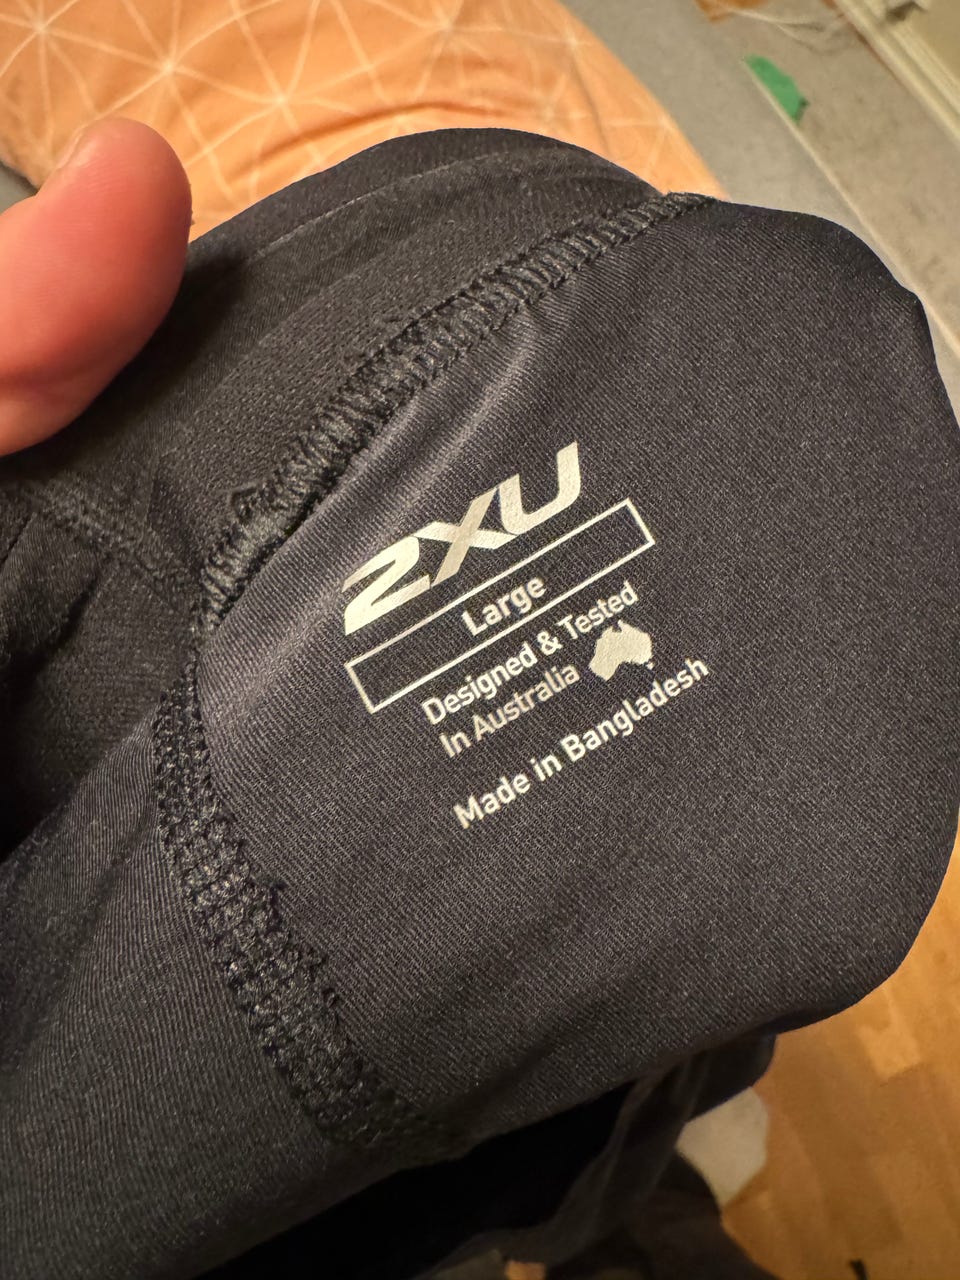 2XU
Large
Designed & Tested
In Australia
Made in Bangladesh